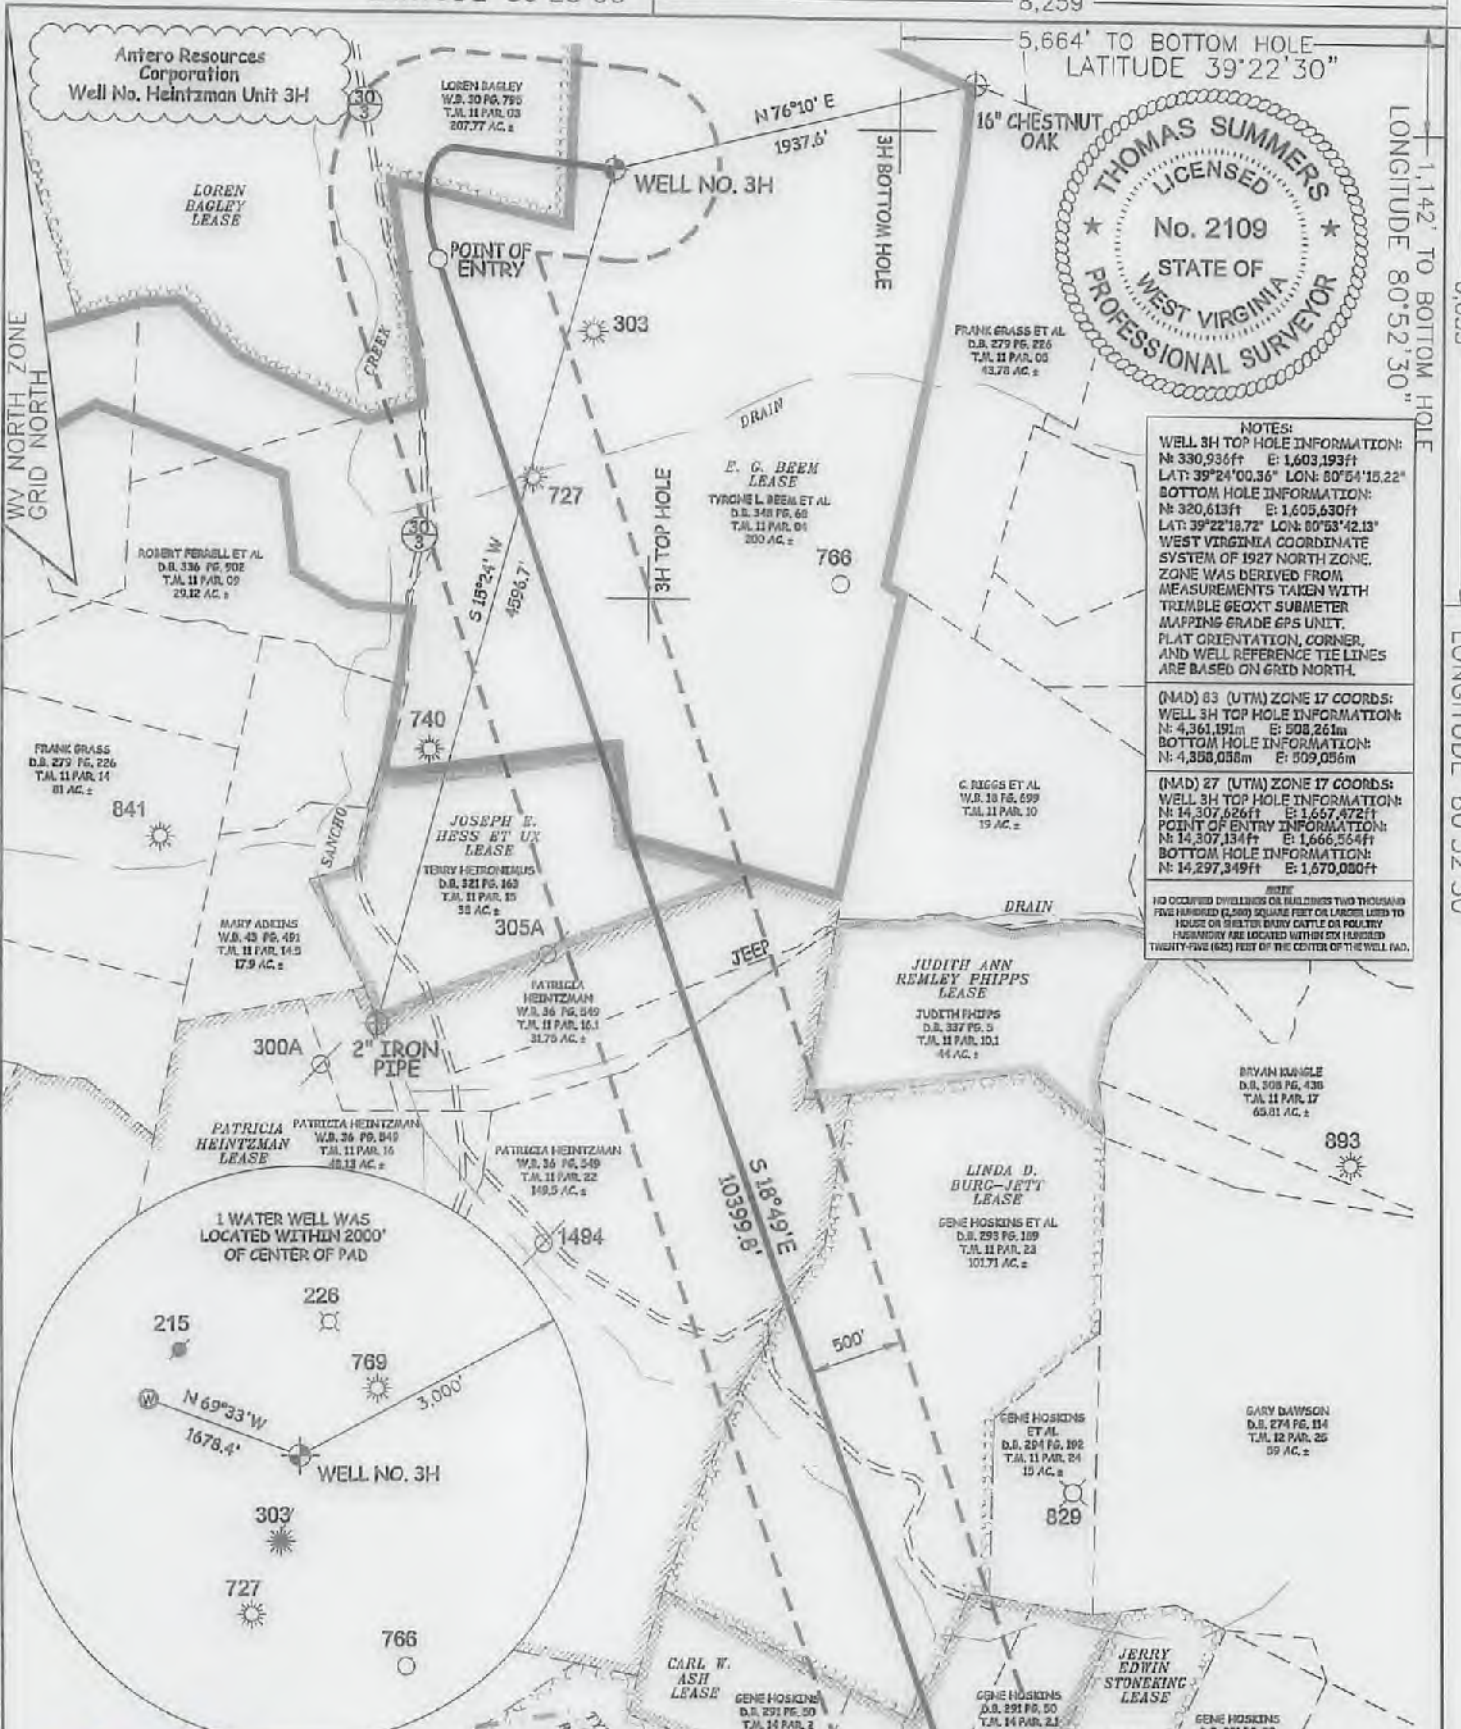 8,259
5,664' TO BOTTOM HOLE
LATITUDE 39°22'30"
1,142' TO BOTTOM HOLE
LONGITUDE 80°52'30"
Antero Resources
Corporation
Well No. Heintzman Unit 3H
30
3
LOREN BAGLEY
W.B. 30 PG. 795
T.M. 11 PAR. 03
207.77 AC. ±
N 76°10' E
1937.6'
16" CHESTNUT
OAK
THOMAS SUMMERS
LICENSED
No. 2109
STATE OF
WEST VIRGINIA
PROFESSIONAL SURVEYOR
LOREN
BAGLEY
LEASE
WELL NO. 3H
3H BOTTOM HOLE
POINT OF
ENTRY
303
CREEK
WV NORTH ZONE
GRID NORTH
FRANK GRASS ET AL
D.B. 279 PG. 226
T.M. 11 PAR. 08
43.78 AC. ±
DRAIN
E. G. BEEM
LEASE
TYRONE L. BEEM ET AL
D.B. 348 PG. 68
T.M. 11 PAR. 04
200 AC. ±
766
727
3H TOP HOLE
30
3
S 18°24' W
4596.7'
ROBERT FERRELL ET AL
D.B. 336 PG. 502
T.M. 11 PAR. 09
29.12 AC. ±
NOTES:
WELL 3H TOP HOLE INFORMATION:
N: 330,936ft E: 1,603,193ft
LAT: 39°24'00.36" LON: 80°54'15.22"
BOTTOM HOLE INFORMATION:
N: 320,613ft E: 1,605,630ft
LAT: 39°22'18.72" LON: 80°53'42.13"
WEST VIRGINIA COORDINATE
SYSTEM OF 1927 NORTH ZONE.
ZONE WAS DERIVED FROM
MEASUREMENTS TAKEN WITH
TRIMBLE GEOXT SUBMETER
MAPPING GRADE GPS UNIT.
PLAT ORIENTATION, CORNER,
AND WELL REFERENCE TIE LINES
ARE BASED ON GRID NORTH.
(NAD) 83 (UTM) ZONE 17 COORDS:
WELL 3H TOP HOLE INFORMATION:
N: 4,361,191m E: 508,261m
BOTTOM HOLE INFORMATION:
N: 4,358,058m E: 509,056m
(NAD) 27 (UTM) ZONE 17 COORDS:
WELL 3H TOP HOLE INFORMATION:
N: 14,307,626ft E: 1,667,472ft
POINT OF ENTRY INFORMATION:
N: 14,307,134ft E: 1,666,564ft
BOTTOM HOLE INFORMATION:
N: 14,297,349ft E: 1,670,080ft
NOTE
NO OCCUPIED DWELLINGS OR BUILDINGS TWO THOUSAND
FIVE HUNDRED (2,500) SQUARE FEET OR LARGER USED TO
HOUSE OR SHELTER DAIRY CATTLE OR POULTRY
HUSBANDRY ARE LOCATED WITHIN SIX HUNDRED
TWENTY-FIVE (625) FEET OF THE CENTER OF THE WELL PAD.
740
FRANK GRASS
D.B. 279 PG. 226
T.M. 11 PAR. 14
81 AC. ±
841
SANCHO
JOSEPH E.
HESS ET UX
LEASE
TERRY HETRONIMUS
D.B. 321 PG. 163
T.M. 11 PAR. 15
38 AC. ±
305A
C. RIGGS ET AL
W.B. 18 PG. 699
T.M. 11 PAR. 10
19 AC. ±
DRAIN
MARY ADKINS
W.B. 43 PG. 491
T.M. 11 PAR. 14.5
17.9 AC. ±
JEEP
JUDITH ANN
REMLEY PHIPPS
LEASE
JUDITH PHIPPS
D.B. 337 PG. 5
T.M. 11 PAR. 10.1
44 AC. ±
PATRICIA
HEINTZMAN
W.B. 36 PG. 549
T.M. 11 PAR. 16.1
31.75 AC. ±
300A
2" IRON
PIPE
BRYAN KUNGLE
D.B. 308 PG. 438
T.M. 11 PAR. 17
65.81 AC. ±
893
PATRICIA
HEINTZMAN
LEASE
PATRICIA HEINTZMAN
W.B. 36 PG. 549
T.M. 11 PAR. 16
48.13 AC. ±
PATRICIA HEINTZMAN
W.B. 36 PG. 549
T.M. 11 PAR. 22
149.5 AC. ±
S 18°49'E
10399.8'
LINDA D.
BURG-JETT
LEASE
GENE HOSKINS ET AL
D.B. 293 PG. 189
T.M. 11 PAR. 23
101.71 AC. ±
1494
1 WATER WELL WAS
LOCATED WITHIN 2000'
OF CENTER OF PAD
226
215
769
3,000'
W
N 69°33'W
1678.4'
WELL NO. 3H
303
727
766
500'
GENE HOSKINS
ET AL
D.B. 294 PG. 192
T.M. 11 PAR. 24
15 AC. ±
829
GARY DAWSON
D.B. 274 PG. 114
T.M. 12 PAR. 25
59 AC. ±
CARL W.
ASH
LEASE
GENE HOSKINS
D.B. 291 PG. 50
T.M. 14 PAR. 2
GENE HOSKINS
D.B. 291 PG. 50
T.M. 14 PAR. 2.1
JERRY
EDWIN
STONEKING
LEASE
GENE HOSKINS